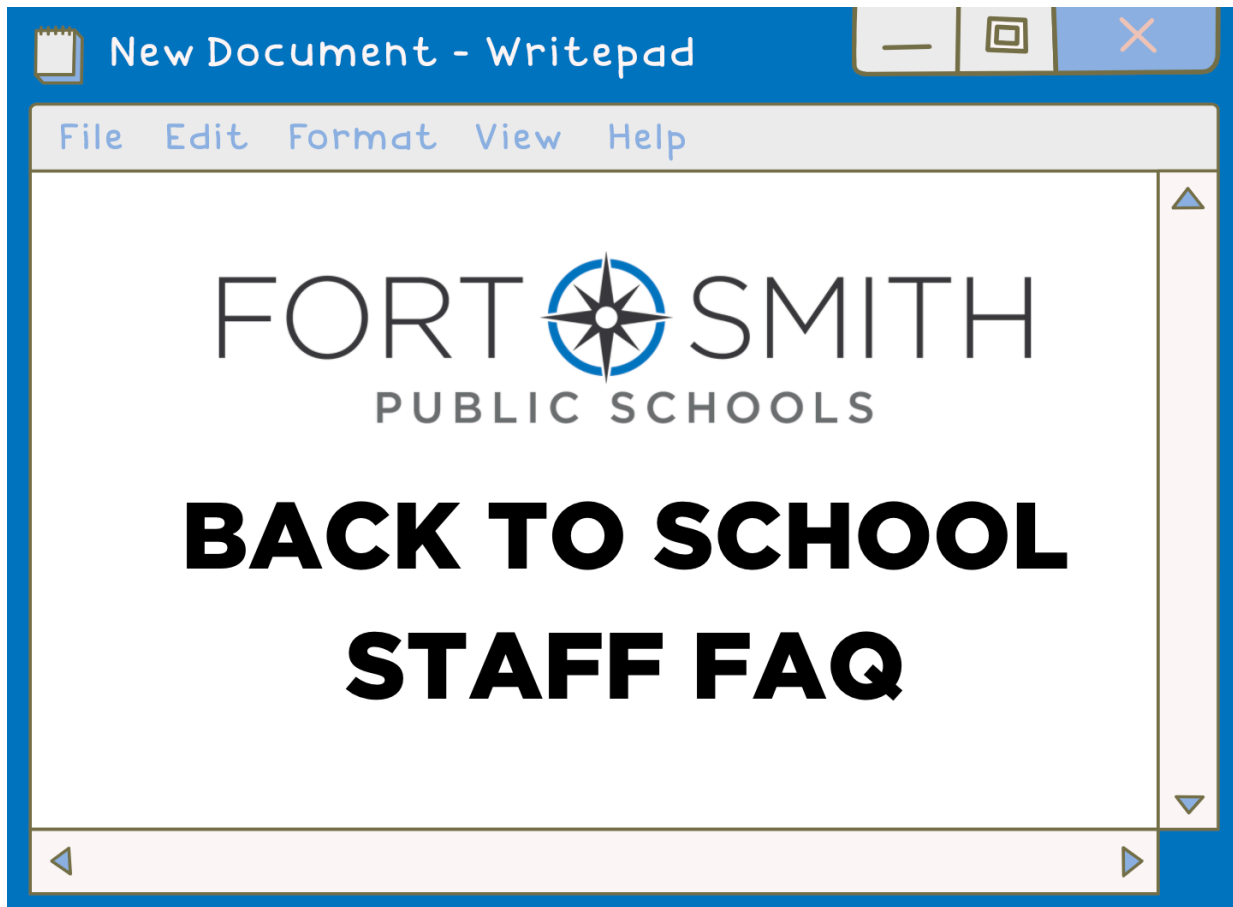 New Document - Writepad
File Edit Format View Help
FORT SMITH
PUBLIC SCHOOLS
BACK TO SCHOOL
STAFF FAQ